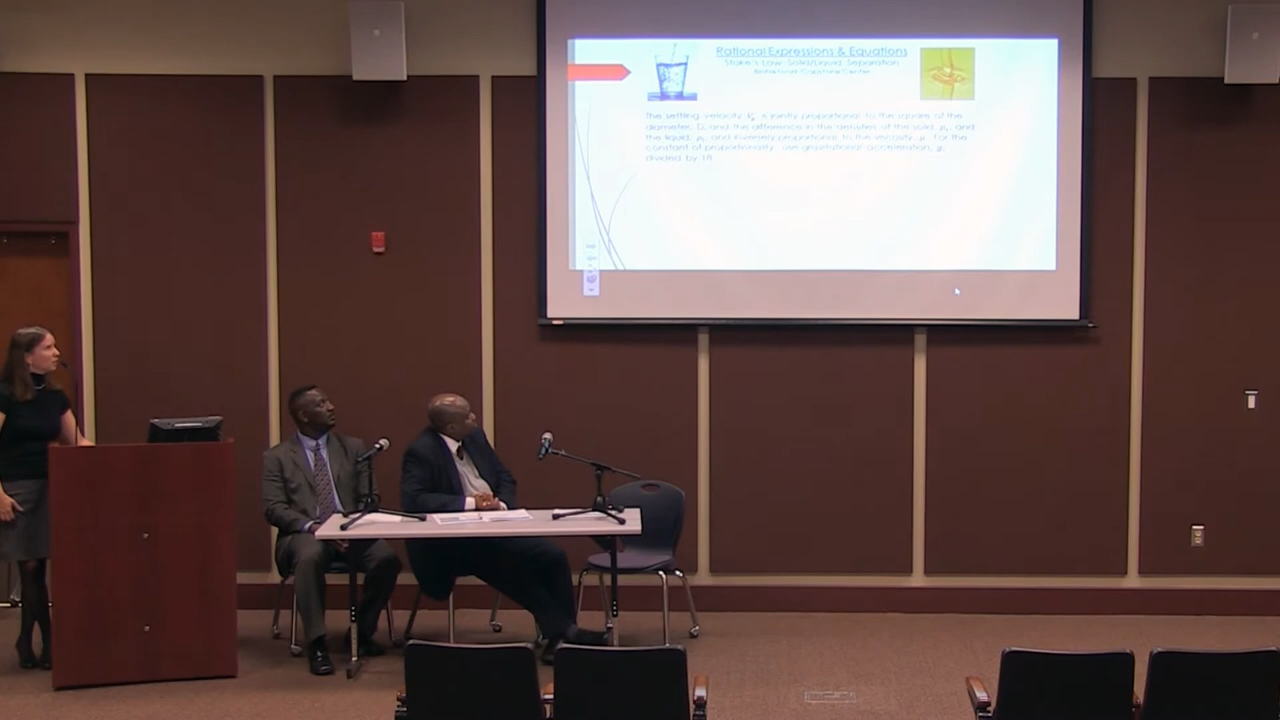 Rational Expressions & Equations
Stoke's Law: Solid/Liquid Separation
The settling velocity, is jointly proportional to the square of the
diameter, D, and the difference in the densities of the solid, and
the liquid, and inversely proportional to the viscosity, μ. For the
constant of proportionality use gravitational acceleration, g,
divided by 18